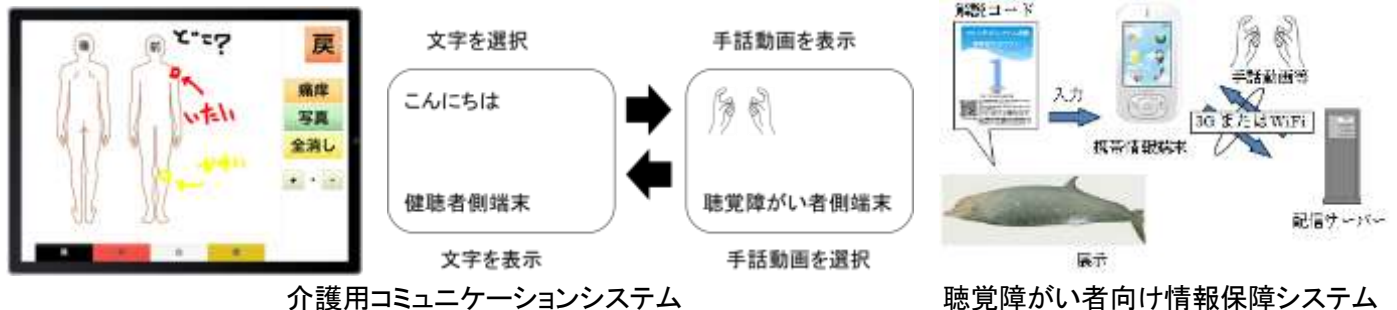 どこ?
戻
前
いたい
痛痒
写真
全消し
+ ・ -
文字を選択
こんにちは
健聴者側端末
文字を表示
手話動画を表示
聴覚障がい者側端末
手話動画を選択
介護用コミュニケーションシステム
解説コード
1
入力
携帯情報端末
手話動画等
3G または WiFi
配信サーバー
展示
聴覚障がい者向け情報保障システム